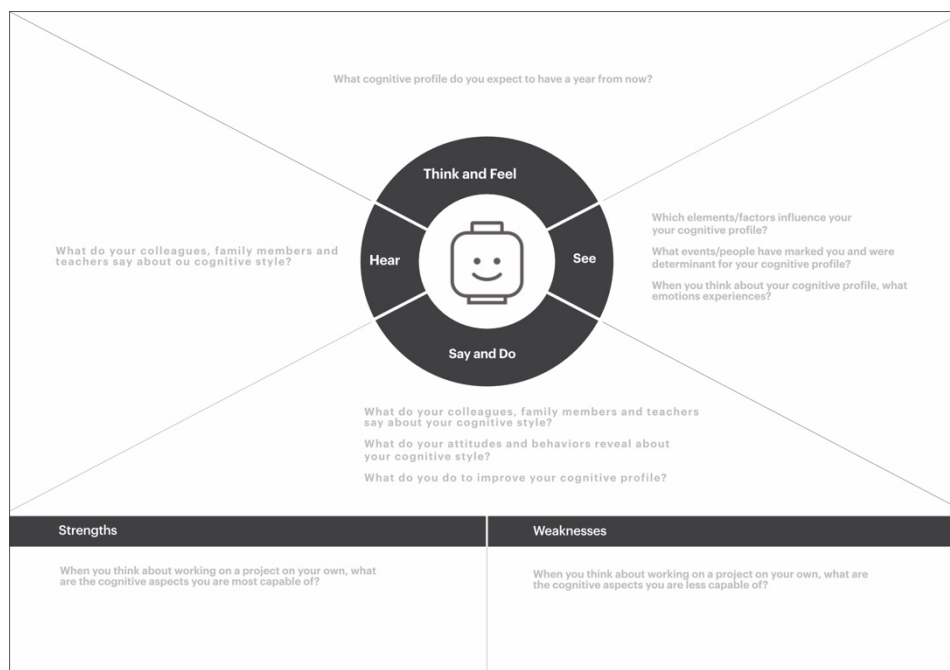 What cognitive profile do you expect to have a year from now?
Think and Feel
Hear
See
Say and Do
What do your colleagues, family members and
teachers say about ou cognitive style?
Which elements/factors influence your
your cognitive profile?
What events/people have marked you and were
determinant for your cognitive profile?
When you think about your cognitive profile, what
emotions experiences?
What do your colleagues, family members and teachers
say about your cognitive style?
What do your attitudes and behaviors reveal about
your cognitive style?
What do you do to improve your cognitive profile?
Strengths
When you think about working on a project on your own, what
are the cognitive aspects you are most capable of?
Weaknesses
When you think about working on a project on your own, what are
the cognitive aspects you are less capable of?